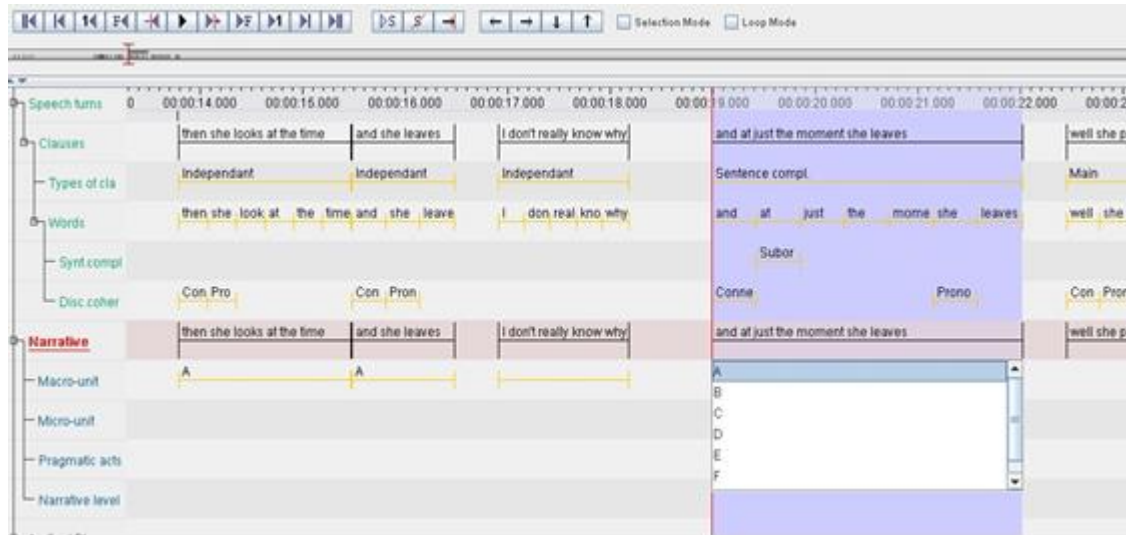 Selection Mode Loop Mode
Speech turns 0 00:00:14.000 00:00:15.000 00:00:16.000 00:00:17.000 00:00:18.000 00:00:19.000 00:00:20.000 00:00:21.000 00:00:22.000 00:00:2
Clauses then she looks at the time and she leaves I don't really know why and at just the moment she leaves well she p
Types of cla Independant Independant Independant Sentence compl. Main
Words then she look at the time and she leave I don real kno why and at just the mome she leaves well she
Synt.compl Subor
Disc.coher Con Pro Con Pron Conne Prono Con Pron
Narrative then she looks at the time and she leaves I don't really know why and at just the moment she leaves well she p
Macro-unit A A A
B
Micro-unit C
D
Pragmatic acts E
F
Narrative level